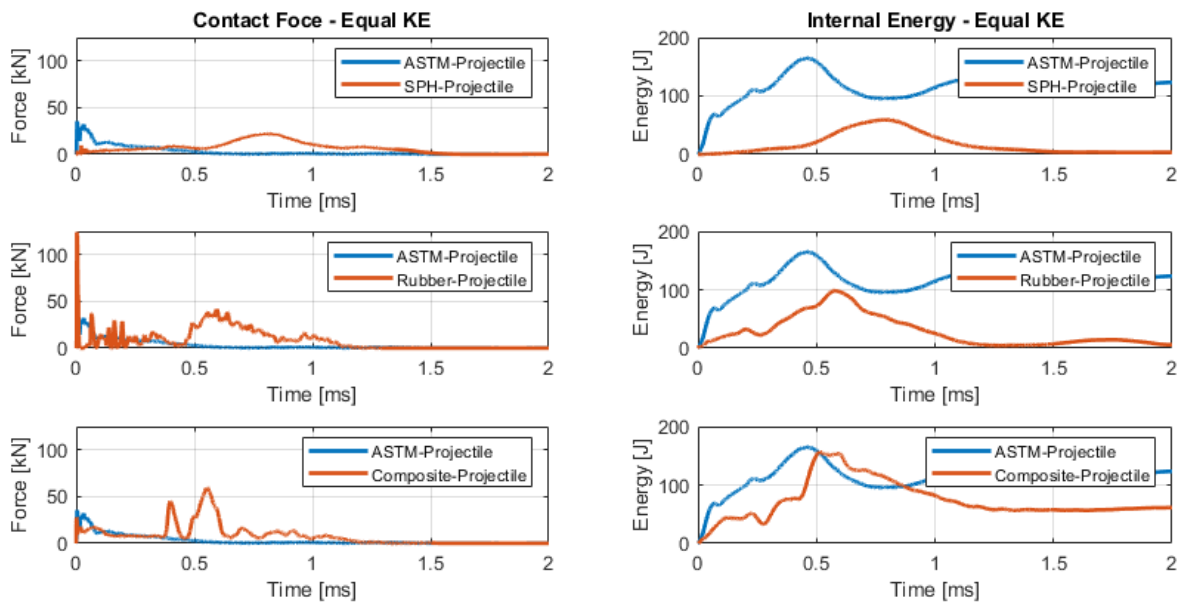 Contact Foce - Equal KE
Force [kN]
100
50
0
ASTM-Projectile
SPH-Projectile
0 0.5 1 1.5 2
Time [ms]
Internal Energy - Equal KE
Energy [J]
200
100
0
ASTM-Projectile
SPH-Projectile
0 0.5 1 1.5 2
Time [ms]
Force [kN]
100
50
0
ASTM-Projectile
Rubber-Projectile
0 0.5 1 1.5 2
Time [ms]
Energy [J]
200
100
0
ASTM-Projectile
Rubber-Projectile
0 0.5 1 1.5 2
Time [ms]
Force [kN]
100
50
0
ASTM-Projectile
Composite-Projectile
0 0.5 1 1.5 2
Time [ms]
Energy [J]
200
100
0
ASTM-Projectile
Composite-Projectile
0 0.5 1 1.5 2
Time [ms]